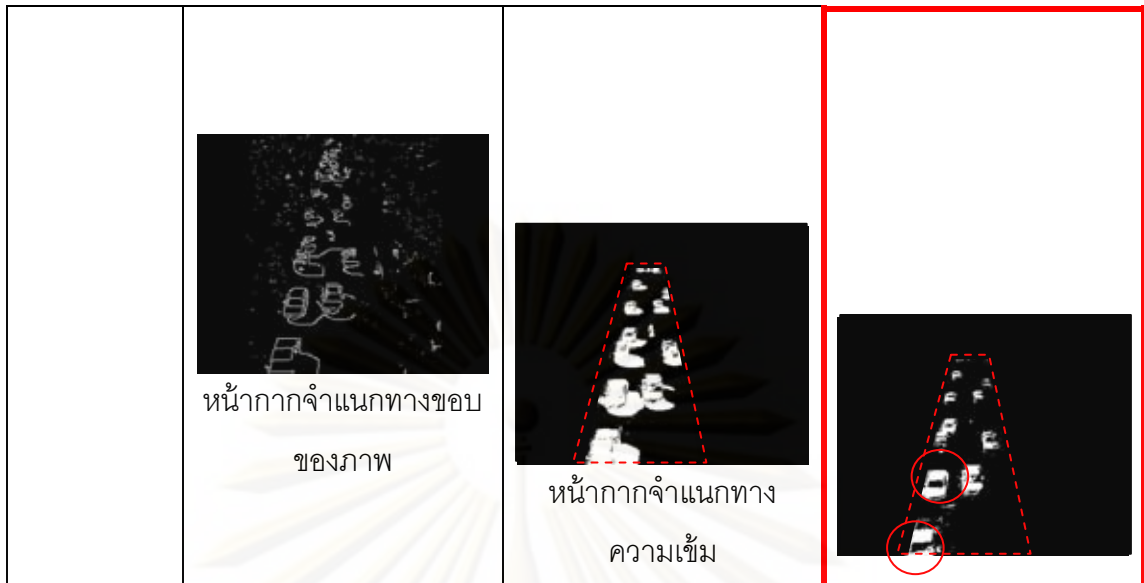 หน้ากากจำแนกทางขอบ
ของภาพ
หน้ากากจำแนกทาง
ความเข้ม